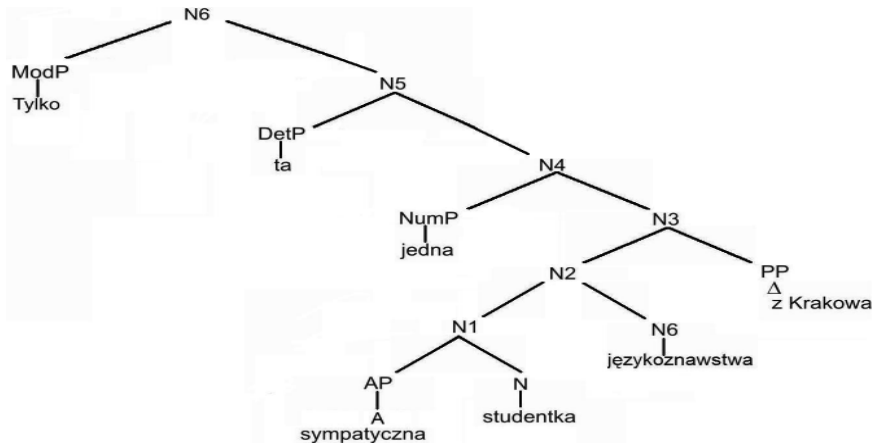 N6
ModP
Tylko
N5
DetP
ta
N4
NumP
jedna
N3
N2
PP
Δ
z Krakowa
N1
N6
językoznawstwa
AP
N
A
studentka
sympatyczna